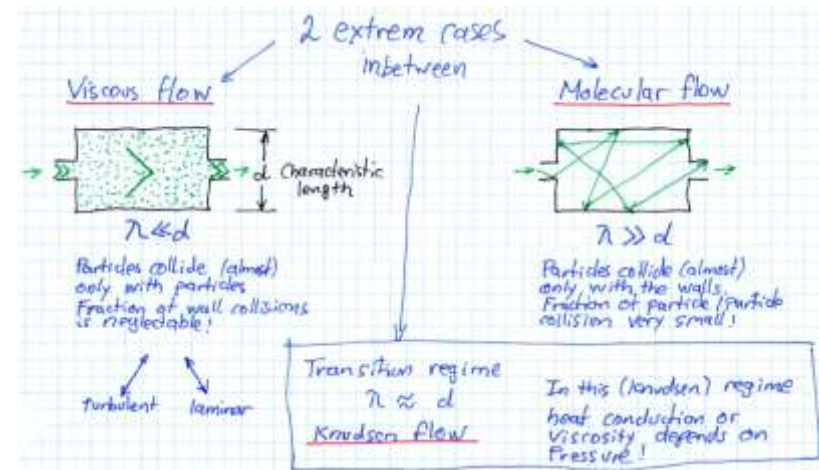 2 extrem cases
inbetween
Viscous flow
d Characteristic
length
λ ≪ d
Particles collide (almost)
only with particles
Fraction of wall collisions
is neglectable!
turbulent laminar
Molecular flow
λ ≫ d
Particles collide (almost)
only with the walls.
Fraction of particle/particle
collision very small!
Transition regime
λ ≈ d
Knudsen flow
In this (knudsen) regime
heat conduction or
Viscosity depends on
Pressure!